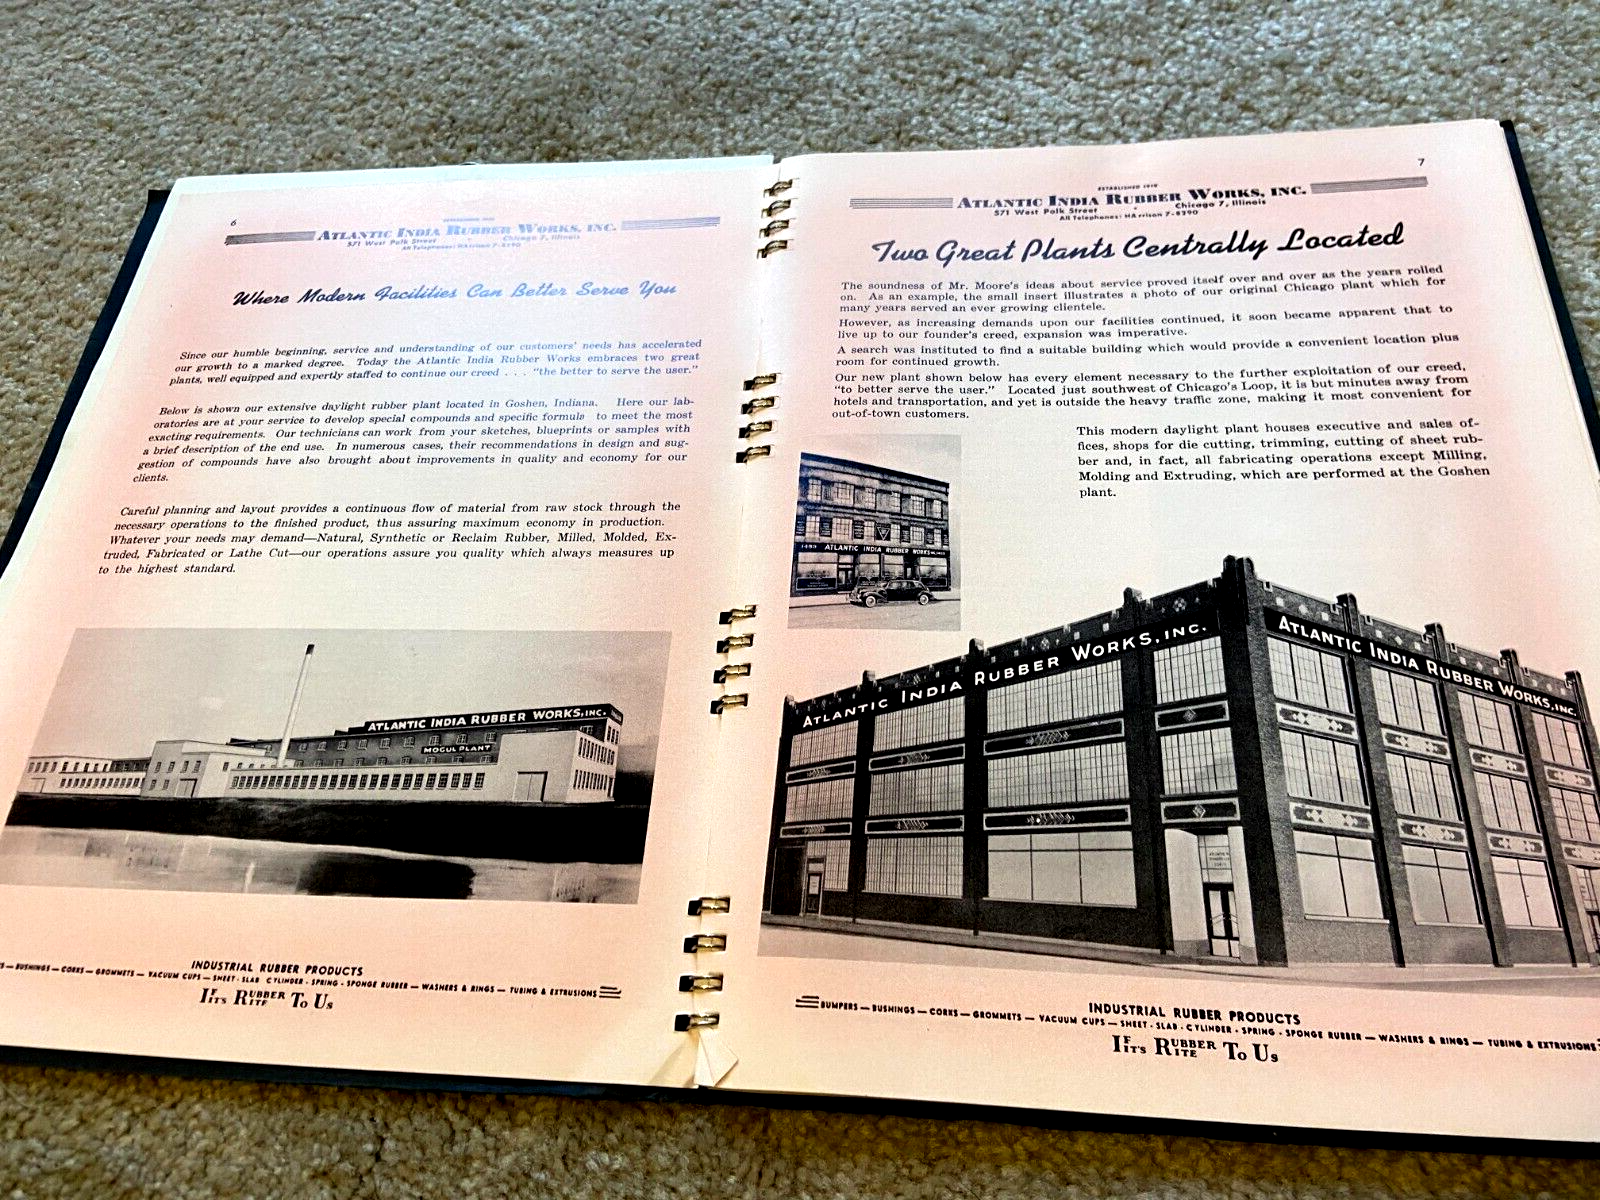 6
ESTABLISHED 1919
ATLANTIC INDIA RUBBER WORKS, INC.
571 West Polk Street • Chicago 7, Illinois
All Telephones: HArrison 7-8290
Where Modern Facilities Can Better Serve You
Since our humble beginning, service and understanding of our customers' needs has accelerated
our growth to a marked degree. Today the Atlantic India Rubber Works embraces two great
plants, well equipped and expertly staffed to continue our creed . . . "the better to serve the user."
Below is shown our extensive daylight rubber plant located in Goshen, Indiana. Here our lab-
oratories are at your service to develop special compounds and specific formula to meet the most
exacting requirements. Our technicians can work from your sketches, blueprints or samples with
a brief description of the end use. In numerous cases, their recommendations in design and sug-
gestion of compounds have also brought about improvements in quality and economy for our
clients.
Careful planning and layout provides a continuous flow of material from raw stock through the
necessary operations to the finished product, thus assuring maximum economy in production.
Whatever your needs may demand—Natural, Synthetic or Reclaim Rubber, Milled, Molded, Ex-
truded, Fabricated or Lathe Cut—our operations assure you quality which always measures up
to the highest standard.
ATLANTIC INDIA RUBBER WORKS, INC.
MOGUL PLANT
INDUSTRIAL RUBBER PRODUCTS
— BUSHINGS — CORKS — GROMMETS — VACUUM CUPS — SHEET · SLAB CYLINDER · SPRING · SPONGE RUBBER — WASHERS & RINGS — TUBING & EXTRUSIONS
IF IT'S RUBBER RITE TO US
7
ESTABLISHED 1919
ATLANTIC INDIA RUBBER WORKS, INC.
571 West Polk Street • Chicago 7, Illinois
All Telephones: HArrison 7-8290
Two Great Plants Centrally Located
The soundness of Mr. Moore's ideas about service proved itself over and over as the years rolled
on. As an example, the small insert illustrates a photo of our original Chicago plant which for
many years served an ever growing clientele.
However, as increasing demands upon our facilities continued, it soon became apparent that to
live up to our founder's creed, expansion was imperative.
A search was instituted to find a suitable building which would provide a convenient location plus
room for continued growth.
Our new plant shown below has every element necessary to the further exploitation of our creed,
"to better serve the user." Located just southwest of Chicago's Loop, it is but minutes away from
hotels and transportation, and yet is outside the heavy traffic zone, making it most convenient for
out-of-town customers.
This modern daylight plant houses executive and sales of-
fices, shops for die cutting, trimming, cutting of sheet rub-
ber and, in fact, all fabricating operations except Milling,
Molding and Extruding, which are performed at the Goshen
plant.
ATLANTIC INDIA RUBBER WORKS
ATLANTIC INDIA RUBBER WORKS, INC.
ATLANTIC INDIA RUBBER WORKS, INC.
INDUSTRIAL RUBBER PRODUCTS
BUMPERS — BUSHINGS — CORKS — GROMMETS — VACUUM CUPS — SHEET · SLAB · CYLINDER · SPRING · SPONGE RUBBER — WASHERS & RINGS — TUBING & EXTRUSIONS
IF IT'S RUBBER RITE TO US